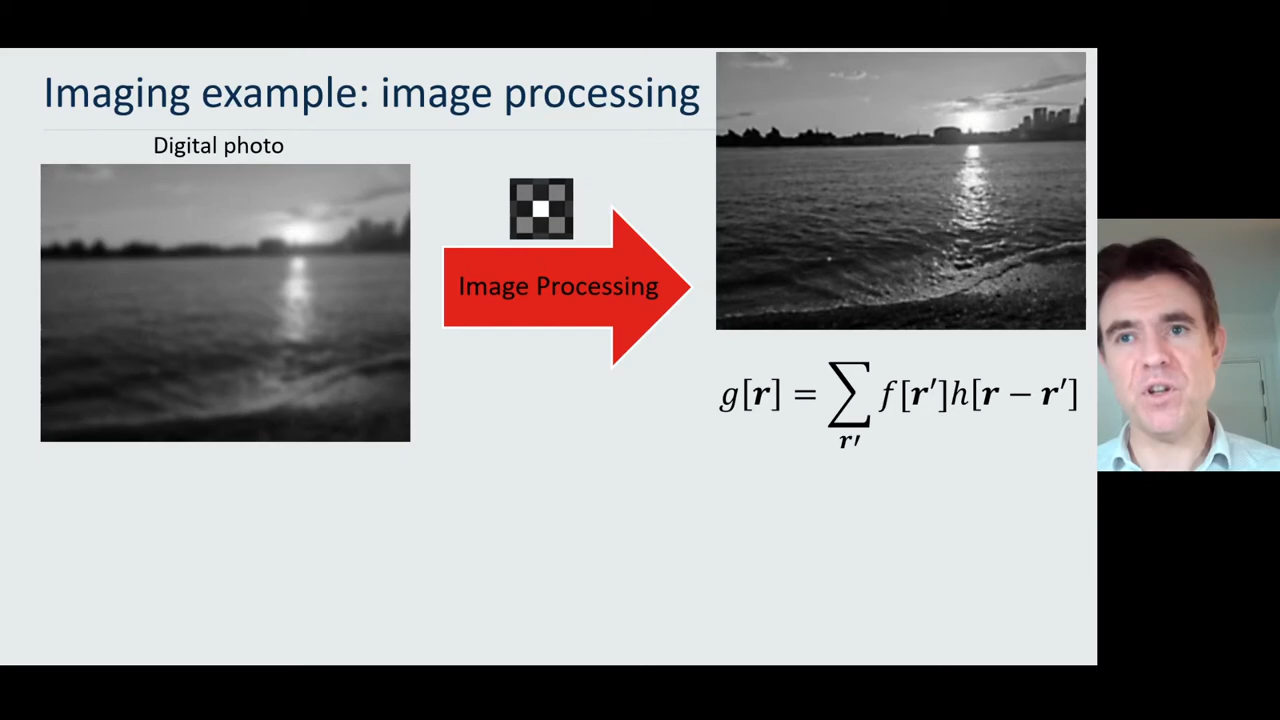 Imaging example: image processing
Digital photo
Image Processing
g[r] = ∑ f[r′]h[r − r′]
r′